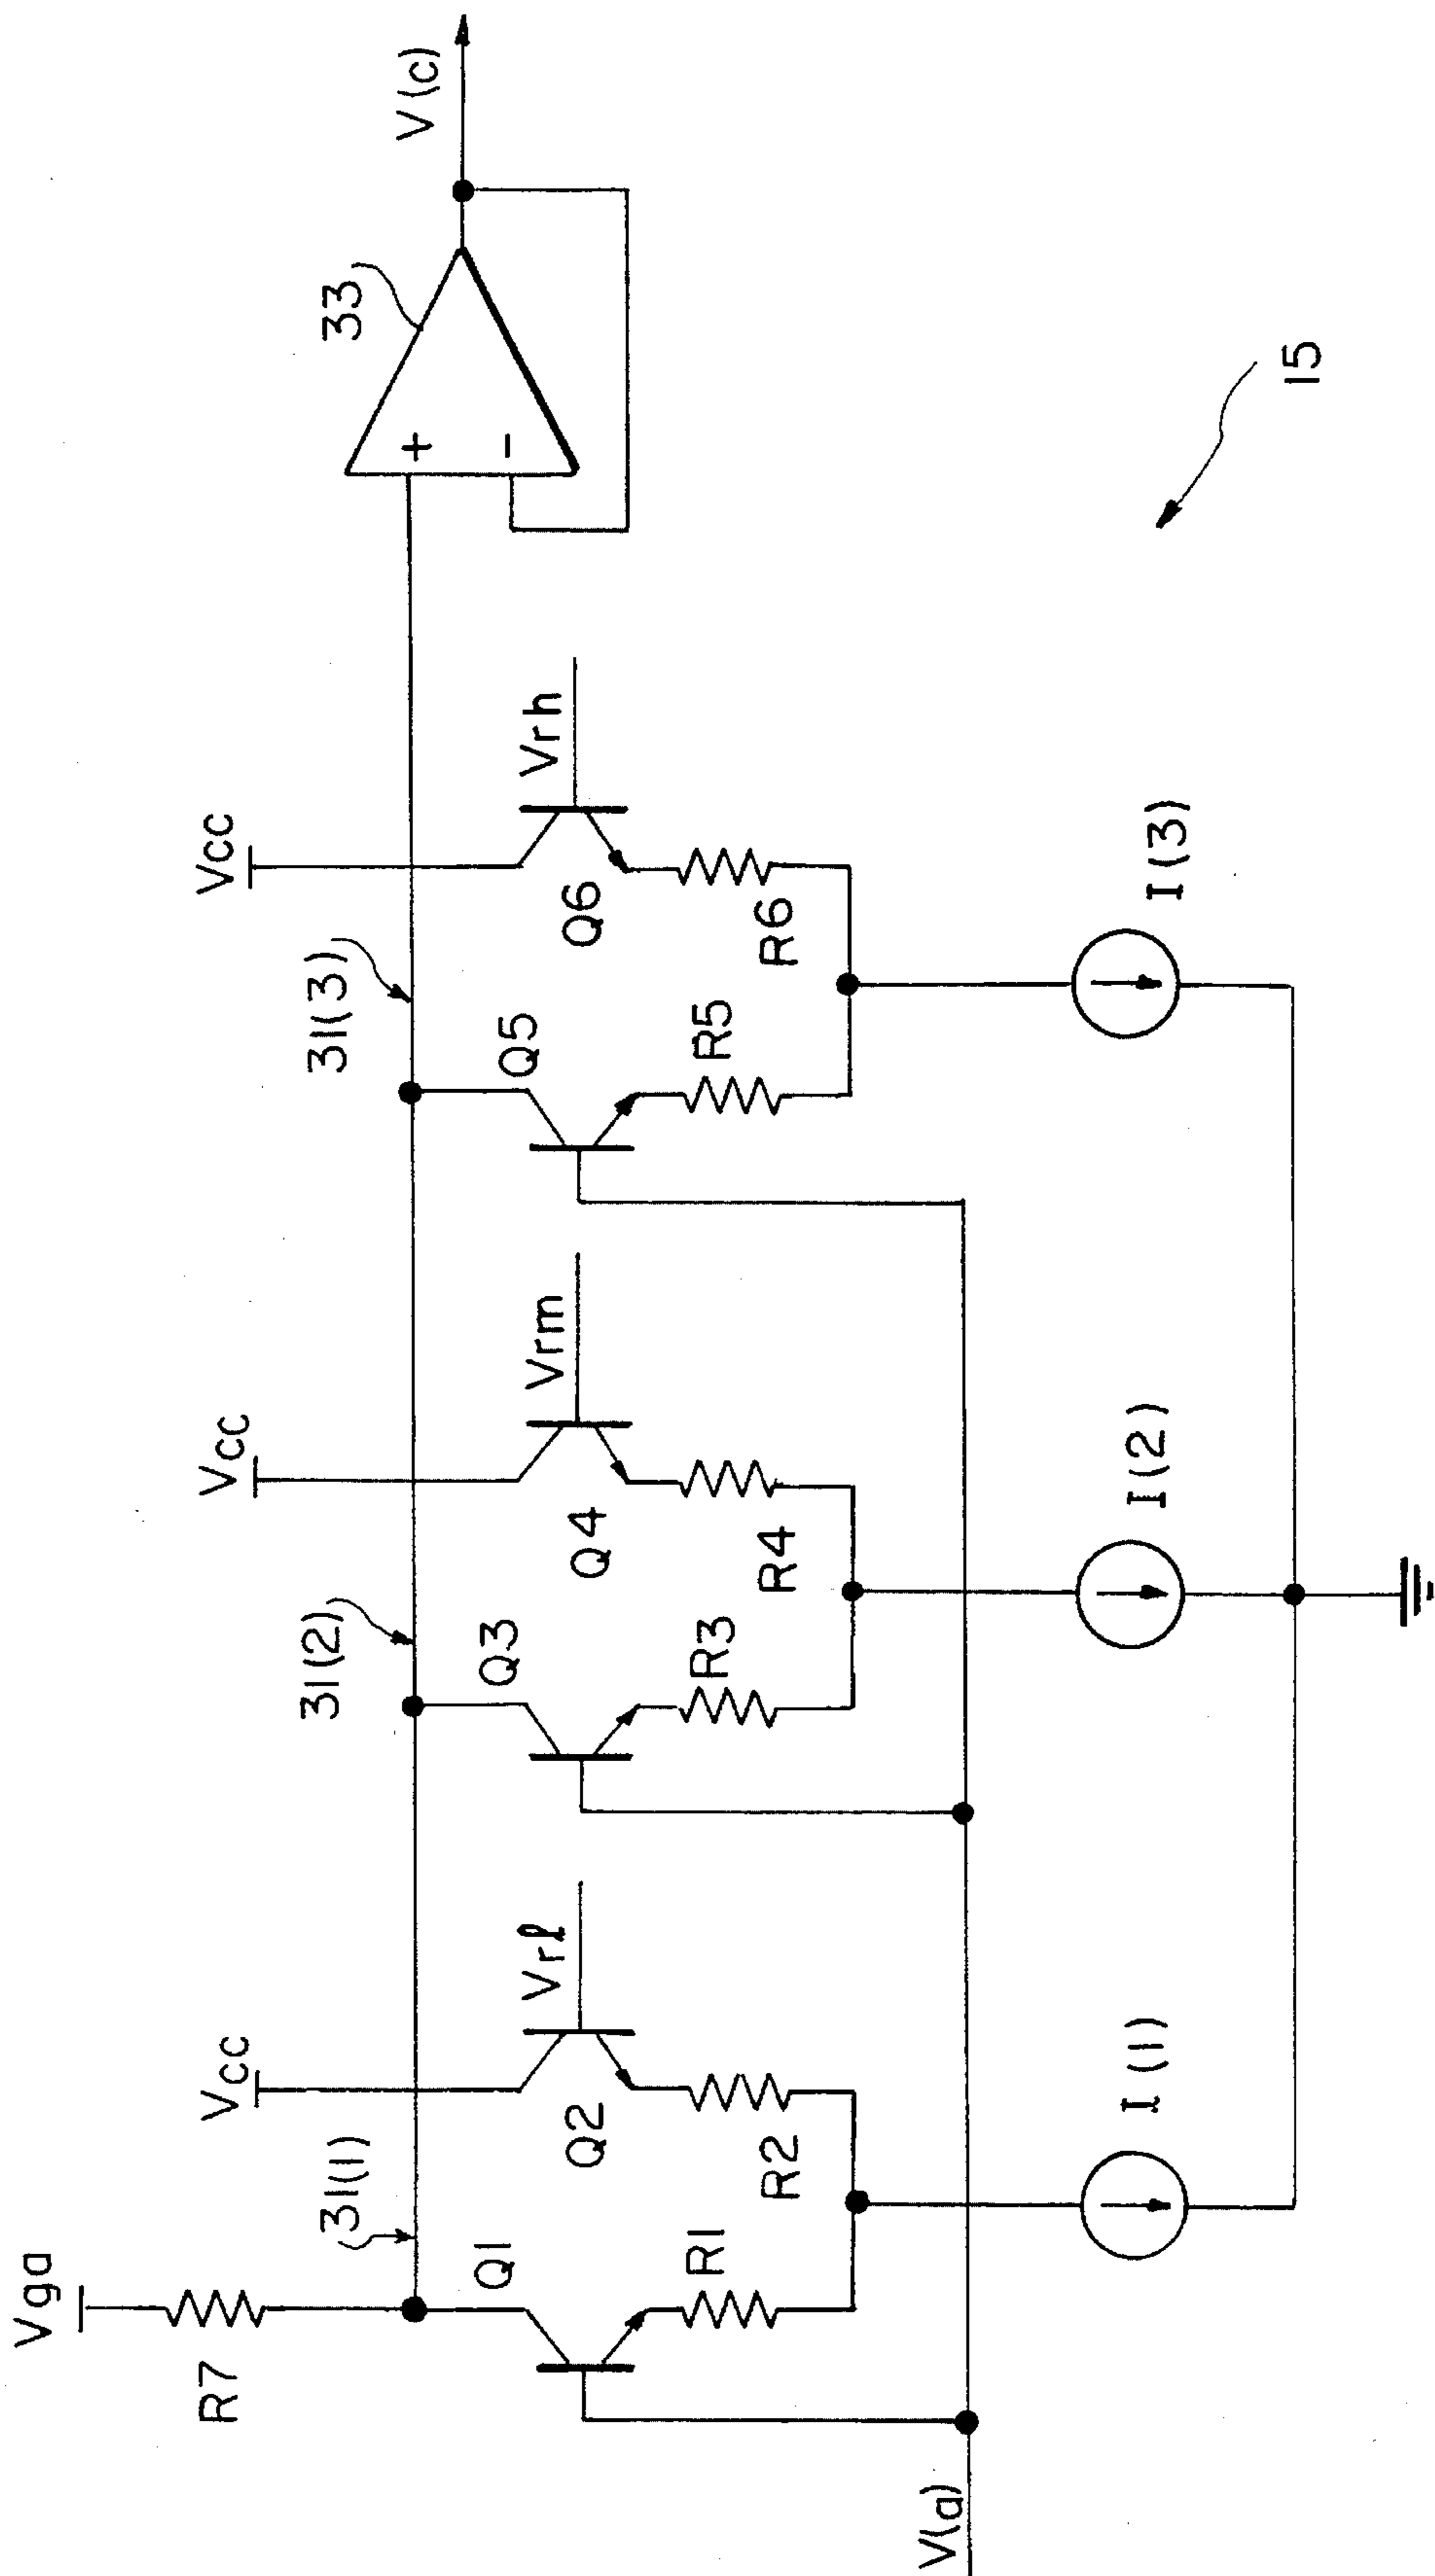 Vga
R7
31(1)
Vcc
31(2)
Vcc
31(3)
Vcc
33
V(c)
Q1
Q2
Vrl
Q3
Q4
Vrm
Q5
Q6
Vrh
+
-
R1
R2
R3
R4
R5
R6
V(a)
I(1)
I(2)
I(3)
15